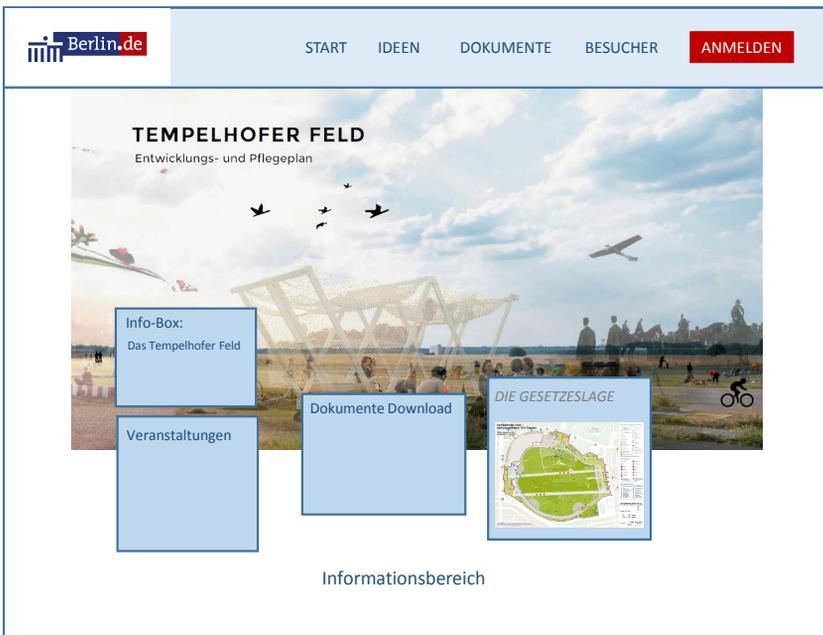 Berlin.de
START IDEEN DOKUMENTE BESUCHER ANMELDEN
TEMPELHOFER FELD
Entwicklungs- und Pflegeplan
Info-Box:
Das Tempelhofer Feld
Veranstaltungen
Dokumente Download
DIE GESETZESLAGE
Informationsbereich